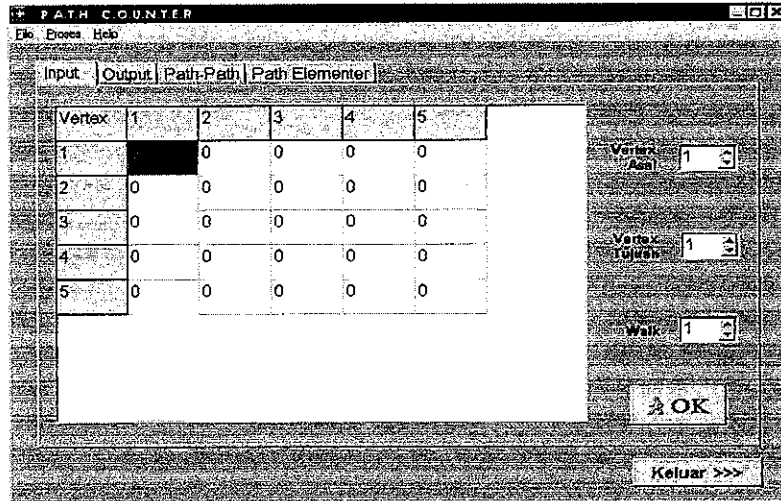 PATH COUNTER
File Proses Help
Input Output Path-Path Path Elementer
Vertex 1 2 3 4 5
1 0 0 0 0
2 0 0 0 0 0
3 0 0 0 0 0
4 0 0 0 0 0
5 0 0 0 0 0
Vertex
Asal 1
Vertex
Tujuan 1
Walk 1
OK
Keluar >>>